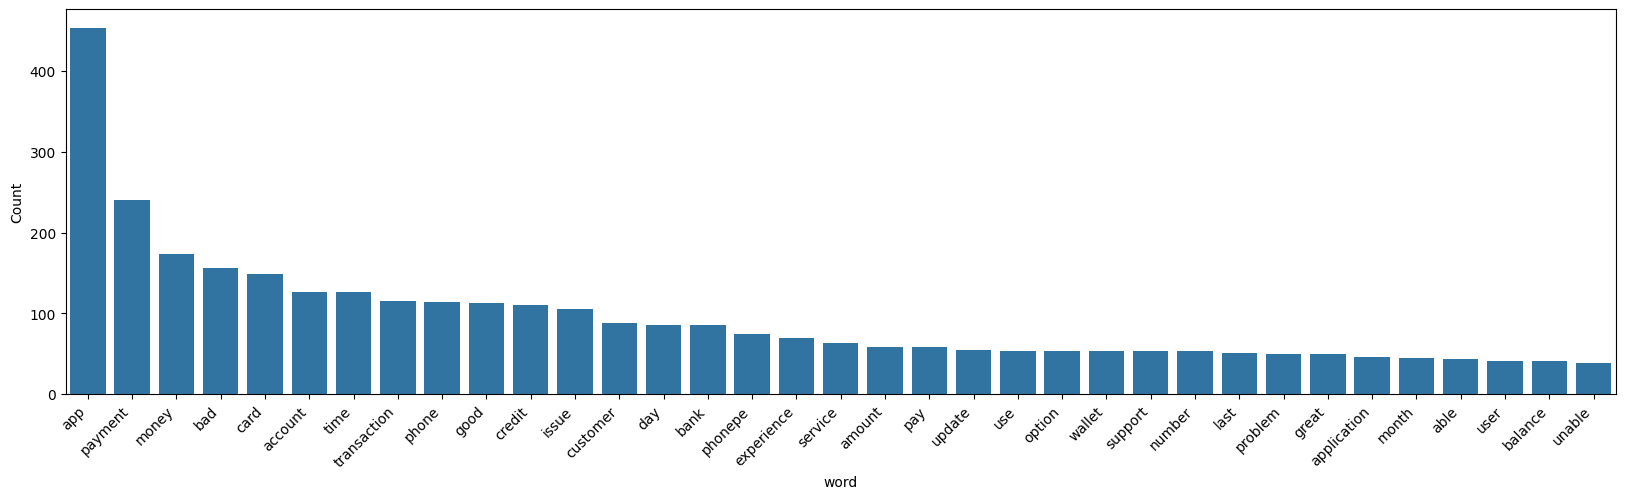 400
300
200
100
0
Count
app
payment
money
bad
card
account
time
transaction
phone
good
credit
issue
customer
day
bank
phonepe
experience
service
amount
pay
update
use
option
wallet
support
number
last
problem
great
application
month
able
user
balance
unable
word